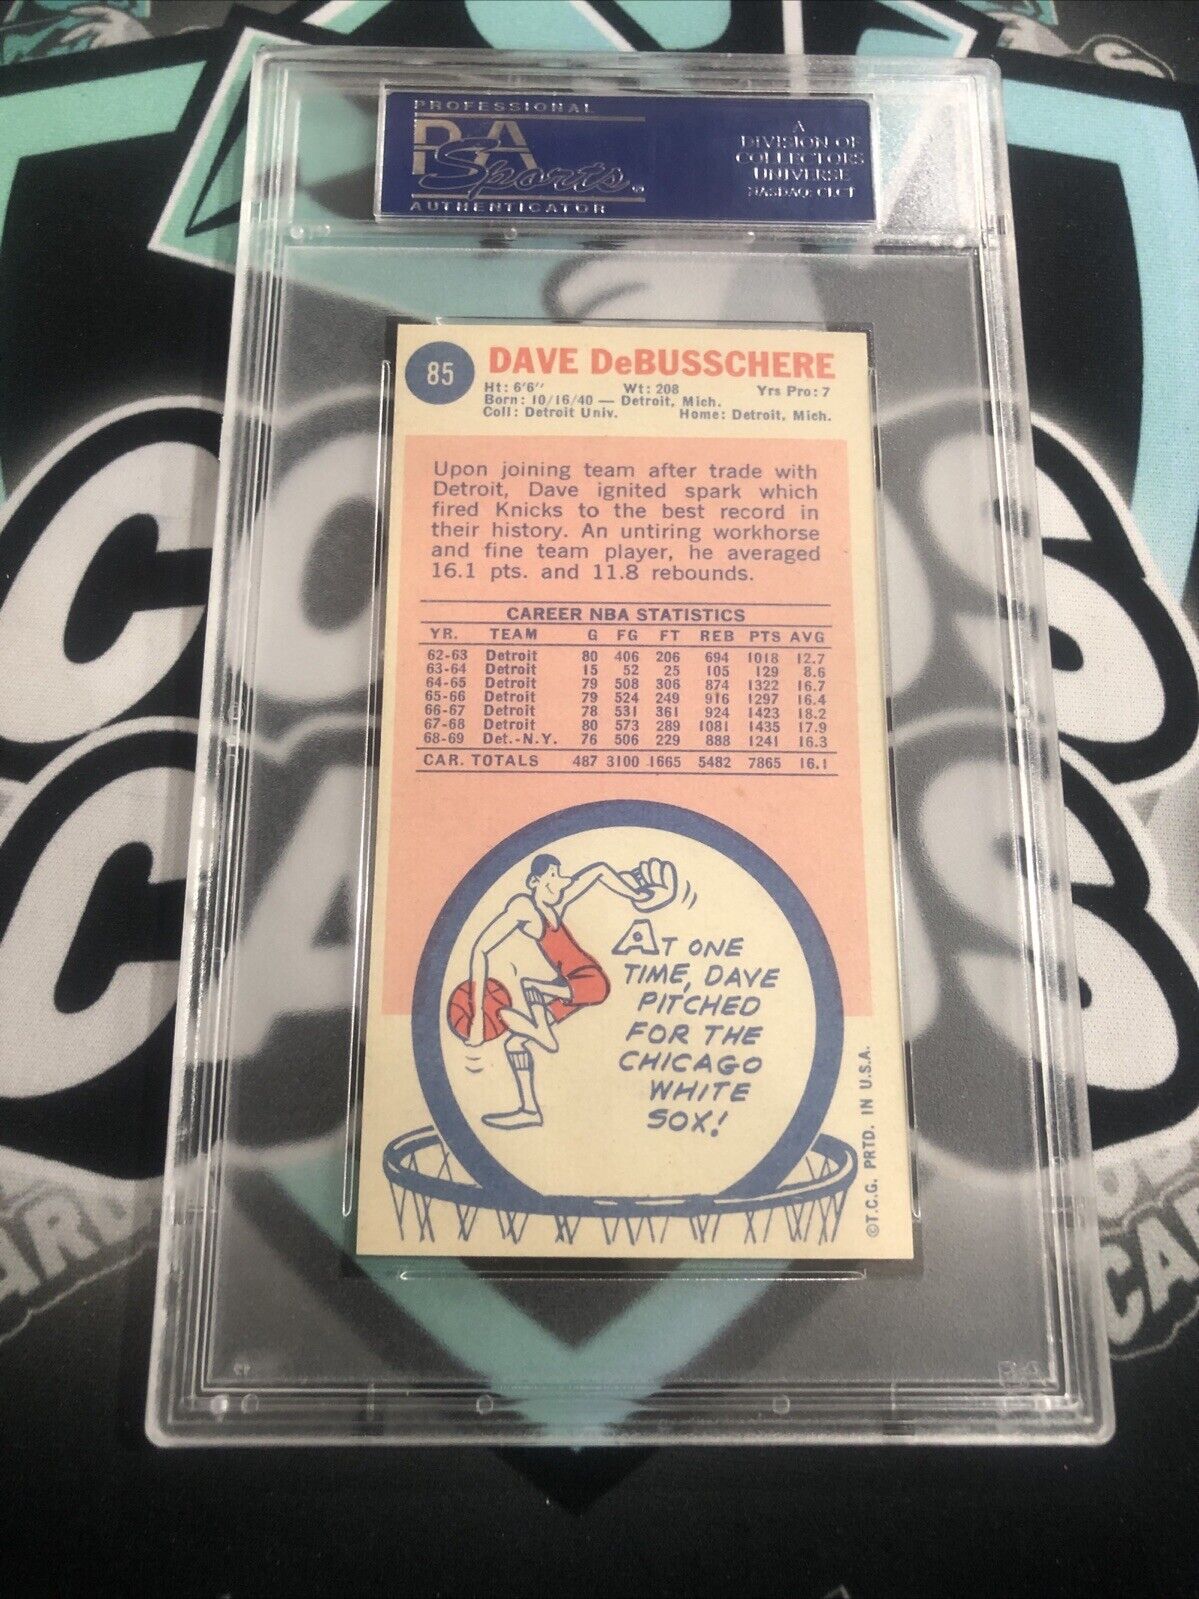 PROFESSIONAL
PSA
Sports®
AUTHENTICATOR
A
DIVISION OF
COLLECTORS
UNIVERSE
NASDAQ: CLCT
85
DAVE DeBUSSCHERE
Ht: 6'6" Wt: 208 Yrs Pro: 7
Born: 10/16/40 — Detroit, Mich.
Coll: Detroit Univ. Home: Detroit, Mich.
Upon joining team after trade with
Detroit, Dave ignited spark which
fired Knicks to the best record in
their history. An untiring workhorse
and fine team player, he averaged
16.1 pts. and 11.8 rebounds.
CAREER NBA STATISTICS
YR. TEAM G FG FT REB PTS AVG
62-63 Detroit 80 406 206 694 1018 12.7
63-64 Detroit 15 52 25 105 129 8.6
64-65 Detroit 79 508 306 874 1322 16.7
65-66 Detroit 79 524 249 916 1297 16.4
66-67 Detroit 78 531 361 924 1423 18.2
67-68 Detroit 80 573 289 1081 1435 17.9
68-69 Det.-N.Y. 76 506 229 888 1241 16.3
CAR. TOTALS 487 3100 1665 5482 7865 16.1
AT ONE
TIME, DAVE
PITCHED
FOR THE
CHICAGO
WHITE
SOX!
©T.C.G. PRTD. IN U.S.A.
CARDS